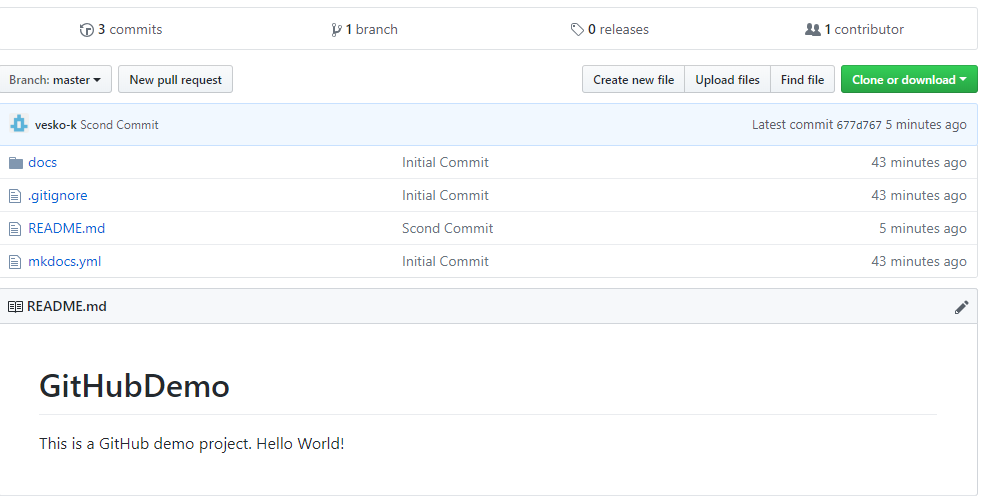 3 commits 1 branch 0 releases 1 contributor
Branch: master New pull request Create new file Upload files Find file Clone or download
vesko-k Scond Commit Latest commit 677d767 5 minutes ago
docs Initial Commit 43 minutes ago
.gitignore Initial Commit 43 minutes ago
README.md Scond Commit 5 minutes ago
mkdocs.yml Initial Commit 43 minutes ago
README.md
GitHubDemo
This is a GitHub demo project. Hello World!